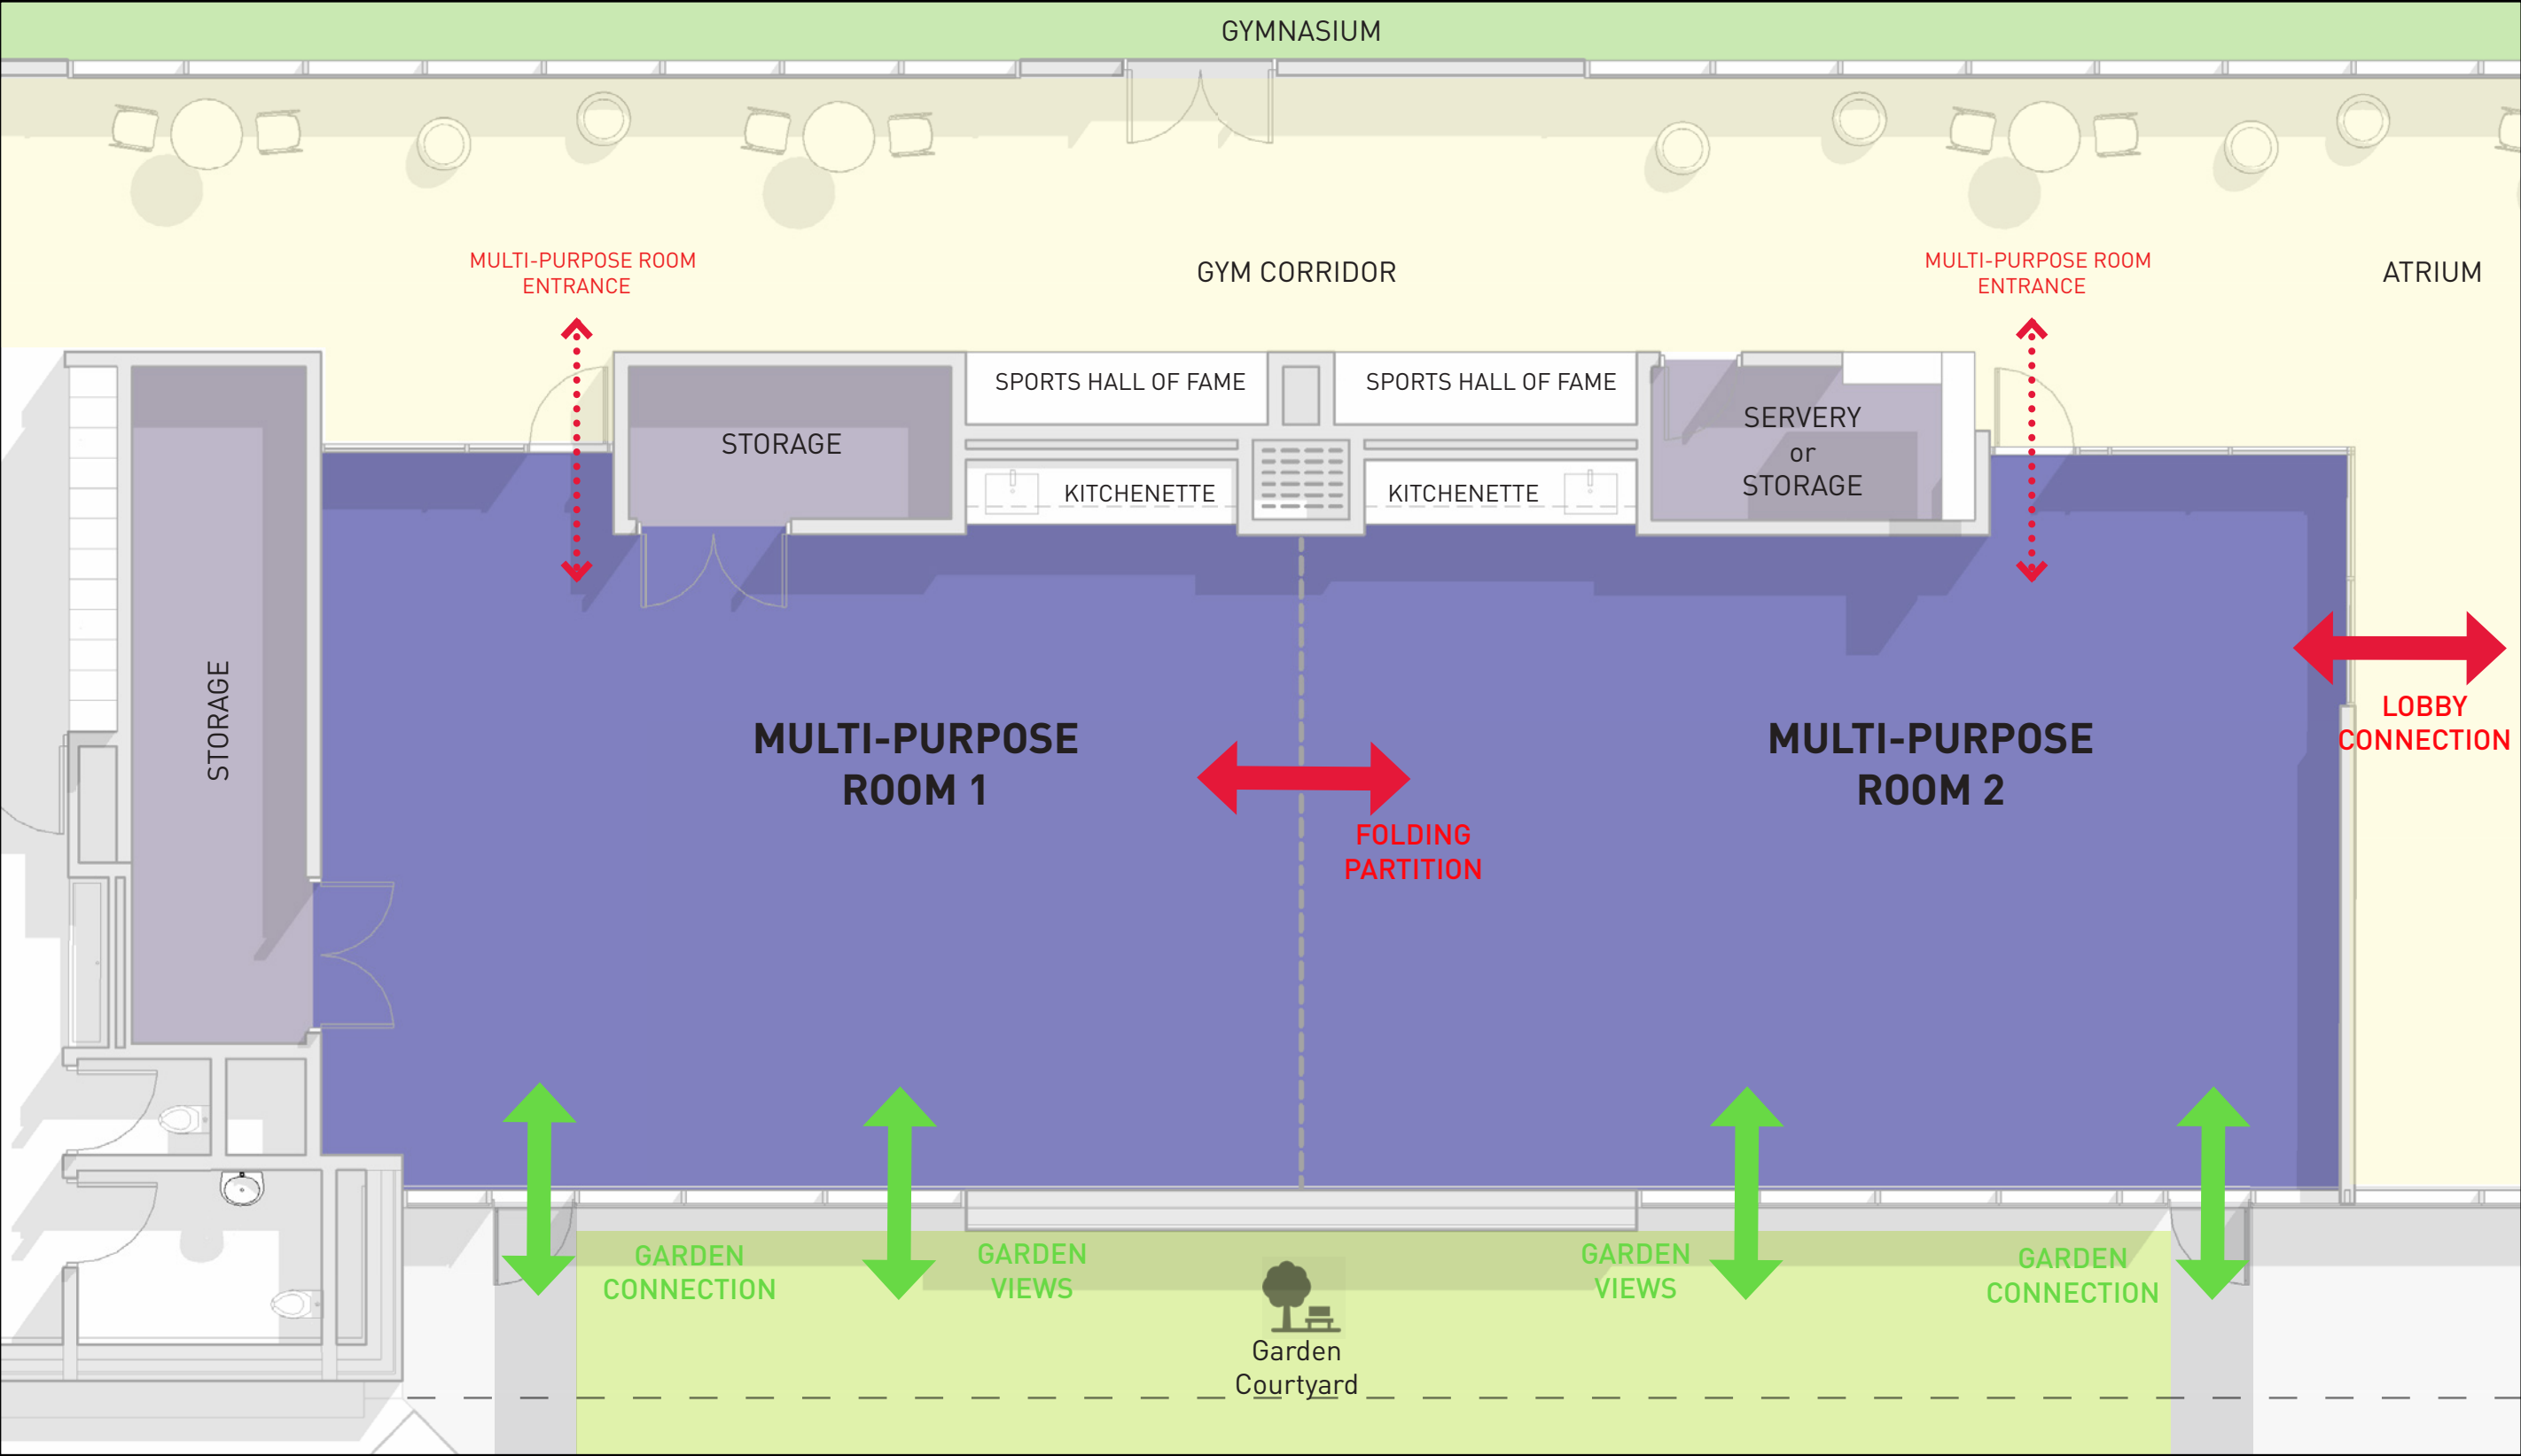 GYMNASIUM
MULTI-PURPOSE ROOM
ENTRANCE
GYM CORRIDOR
MULTI-PURPOSE ROOM
ENTRANCE
ATRIUM
SPORTS HALL OF FAME
SPORTS HALL OF FAME
STORAGE
SERVERY
or
STORAGE
KITCHENETTE
KITCHENETTE
STORAGE
MULTI-PURPOSE
ROOM 1
MULTI-PURPOSE
ROOM 2
LOBBY
CONNECTION
FOLDING
PARTITION
GARDEN
CONNECTION
GARDEN
VIEWS
GARDEN
VIEWS
GARDEN
CONNECTION
Garden
Courtyard